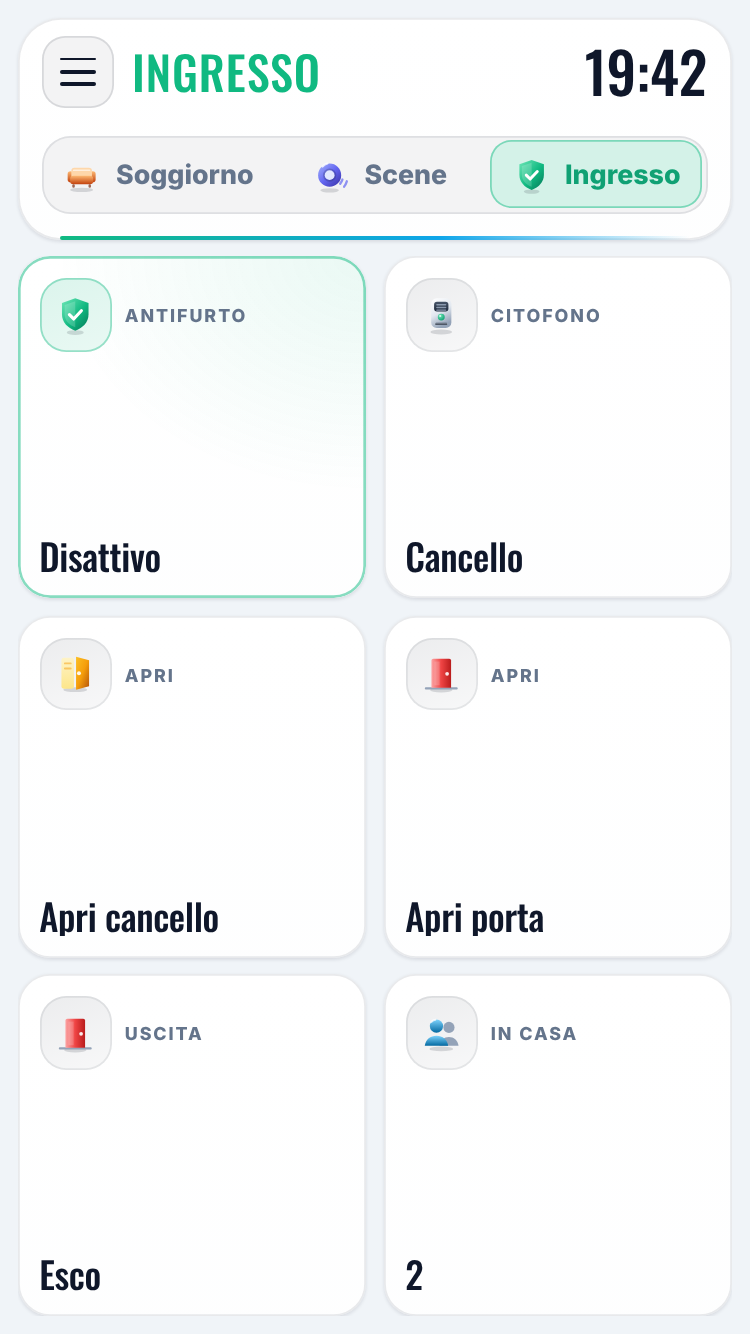 INGRESSO
19:42
Soggiorno
Scene
Ingresso
ANTIFURTO
Disattivo
CITOFONO
Cancello
APRI
Apri cancello
APRI
Apri porta
USCITA
Esco
IN CASA
2